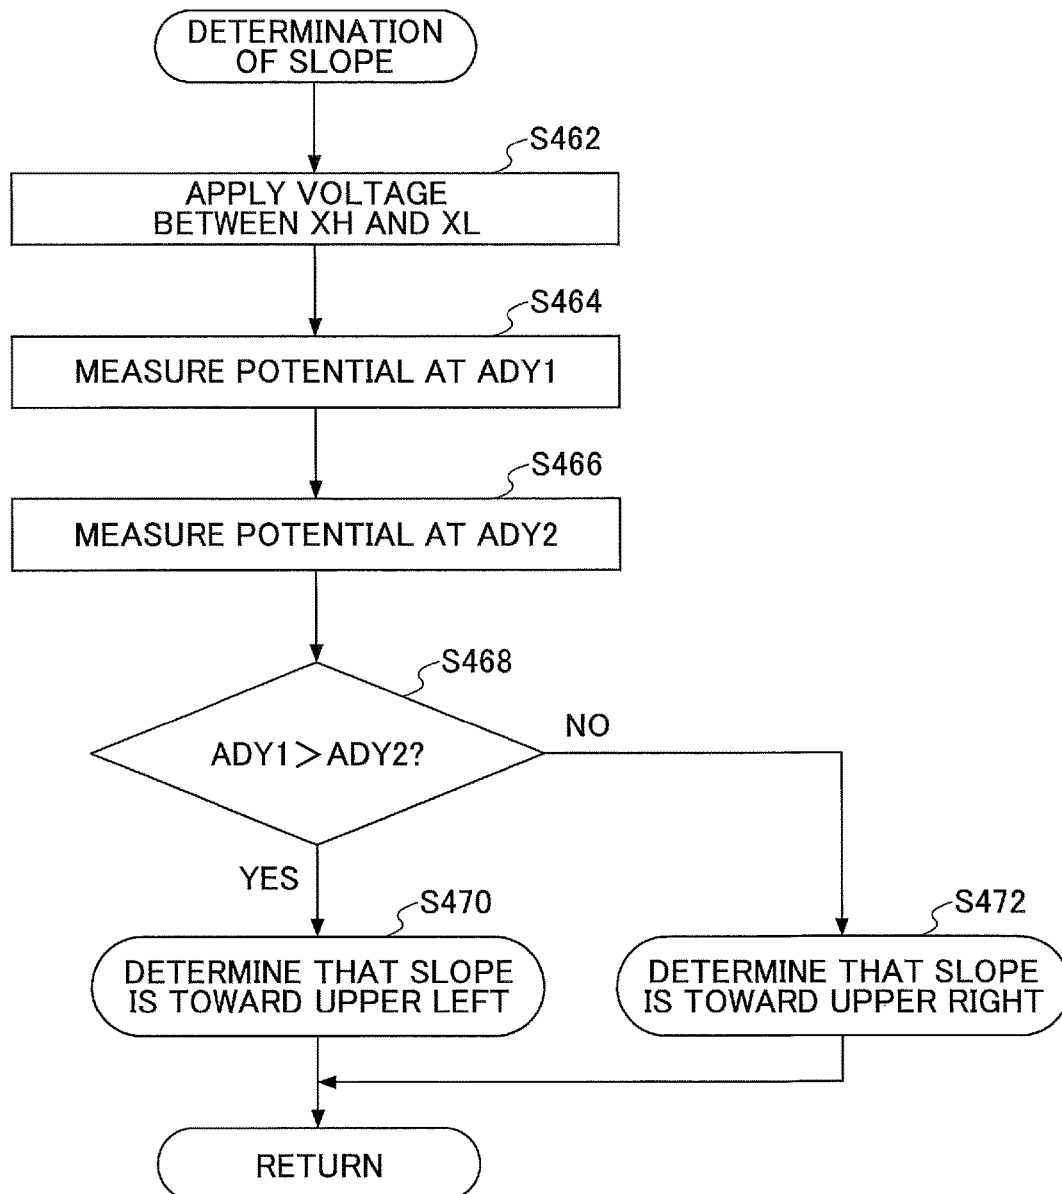 DETERMINATION
OF SLOPE
S462
APPLY VOLTAGE
BETWEEN XH AND XL
S464
MEASURE POTENTIAL AT ADY1
S466
MEASURE POTENTIAL AT ADY2
S468
ADY1>ADY2?
NO
YES
S470
DETERMINE THAT SLOPE
IS TOWARD UPPER LEFT
S472
DETERMINE THAT SLOPE
IS TOWARD UPPER RIGHT
RETURN